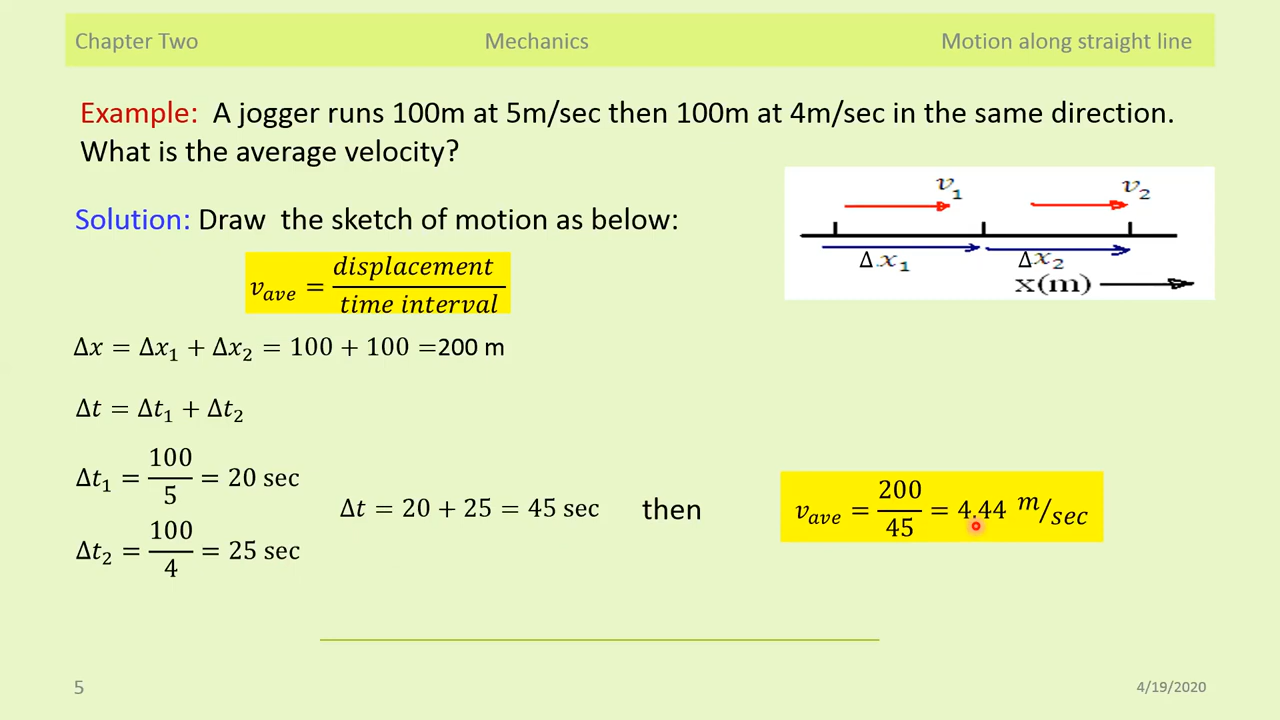 Chapter Two Mechanics Motion along straight line
Example: A jogger runs 100m at 5m/sec then 100m at 4m/sec in the same direction.
What is the average velocity?
Solution: Draw the sketch of motion as below:
v₁ v₂
Δx₁ Δx₂
x(m)
v_ave = displacement / time interval
Δx = Δx₁ + Δx₂ = 100 + 100 =200 m
Δt = Δt₁ + Δt₂
Δt₁ = 100/5 = 20 sec
Δt₂ = 100/4 = 25 sec
Δt = 20 + 25 = 45 sec then v_ave = 200/45 = 4.44 m/sec
5 4/19/2020